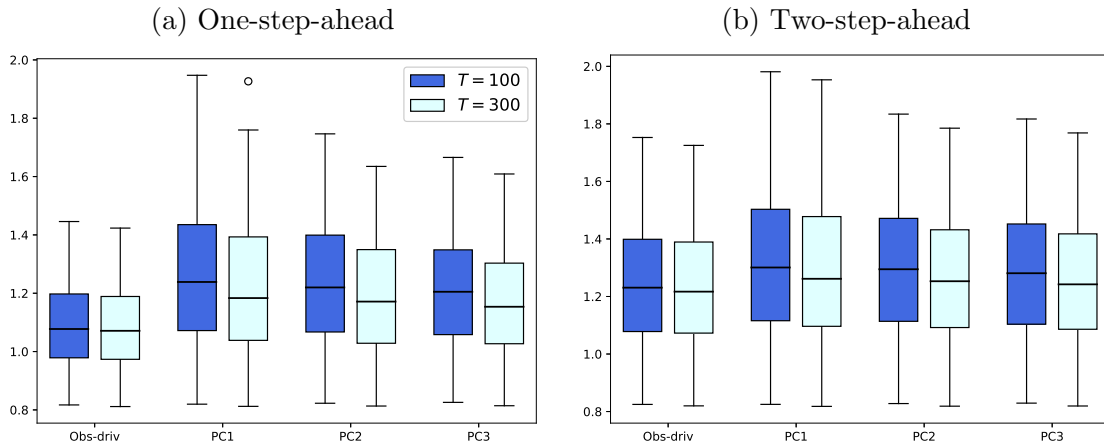 (a) One-step-ahead
2.0
1.8
1.6
1.4
1.2
1.0
0.8
Obs-driv PC1 PC2 PC3
T = 100
T = 300
(b) Two-step-ahead
2.0
1.8
1.6
1.4
1.2
1.0
0.8
Obs-driv PC1 PC2 PC3